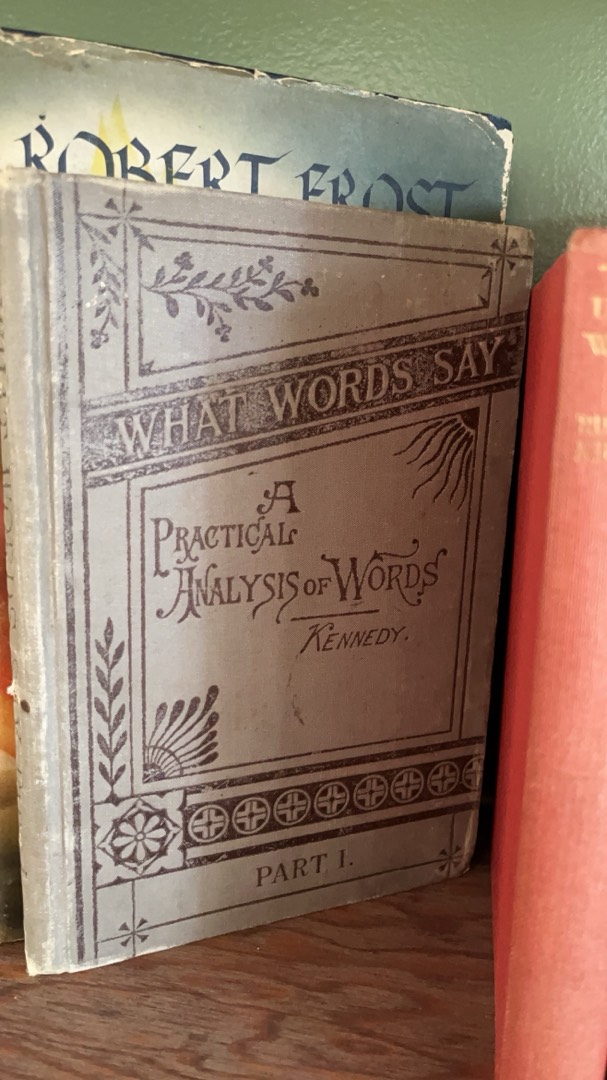 ROBERT FROST
WHAT WORDS SAY
A
PRACTICAL
ANALYSIS OF WORDS
KENNEDY.
PART I.